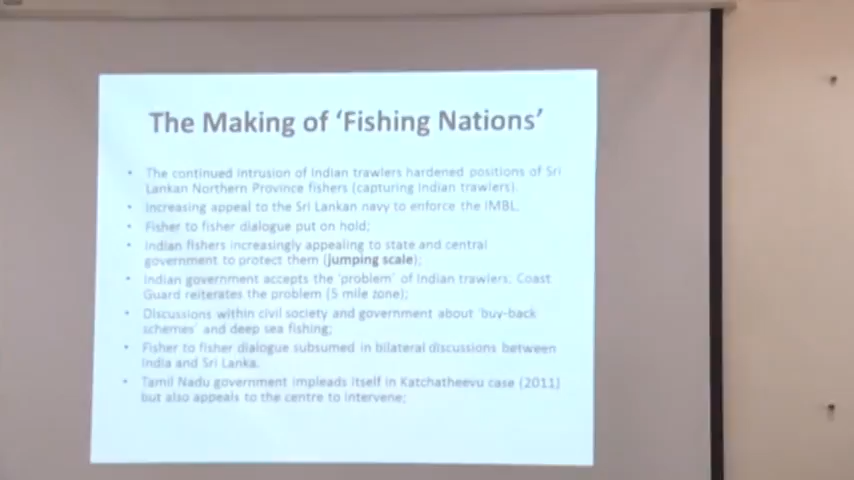 The Making of 'Fishing Nations'
• The continued intrusion of Indian trawlers hardened positions of Sri
Lankan Northern Province fishers (capturing Indian trawlers)
• Increasing appeal to the Sri Lankan navy to enforce the IMBL.
• Fisher to fisher dialogue put on hold;
• Indian fishers increasingly appealing to state and central
government to protect them (jumping scale);
• Indian government accepts the 'problem' of Indian trawlers. Coast
Guard reiterates the problem (5 mile zone);
• Discussions within civil society and government about 'buy-back
schemes' and deep sea fishing;
• Fisher to fisher dialogue subsumed in bilateral discussions between
India and Sri Lanka.
• Tamil Nadu government impleads itself in Katchatheevu case (2011)
but also appeals to the centre to intervene;